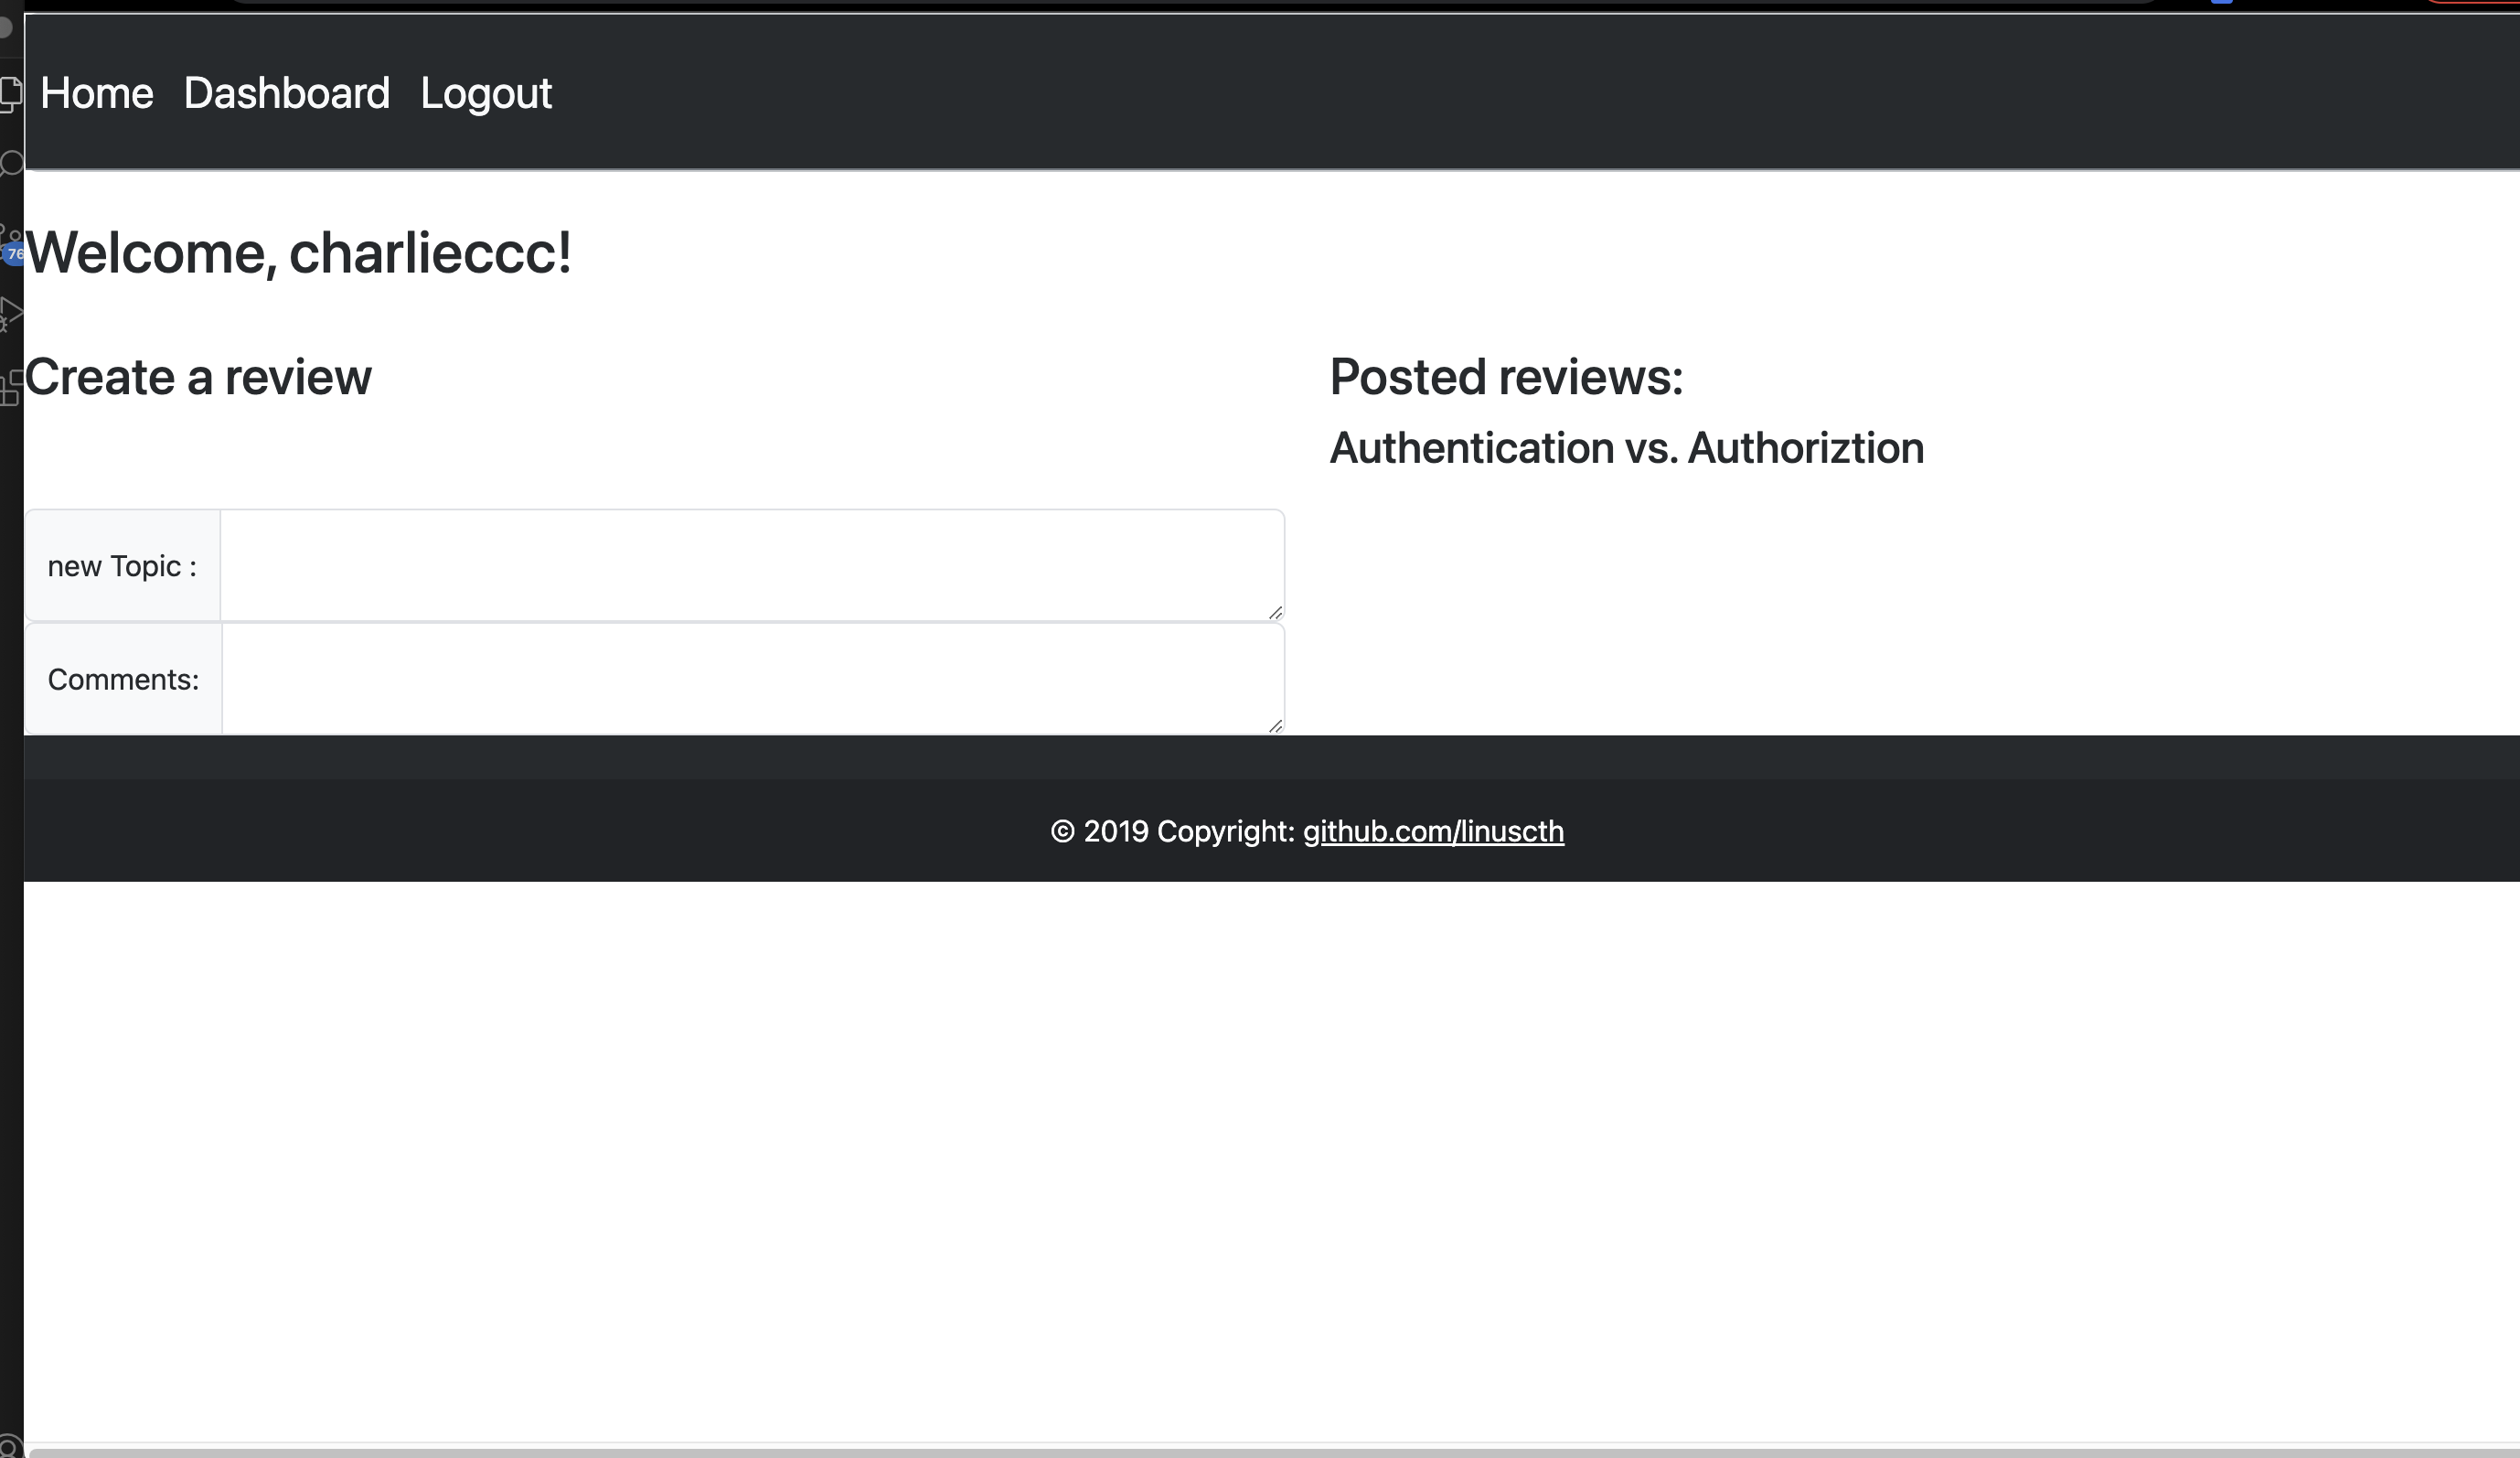 Home Dashboard Logout
76
Welcome, charlieccc!
Create a review
Posted reviews:
Authentication vs. Authoriztion
new Topic :
Comments:
© 2019 Copyright: github.com/linuscth